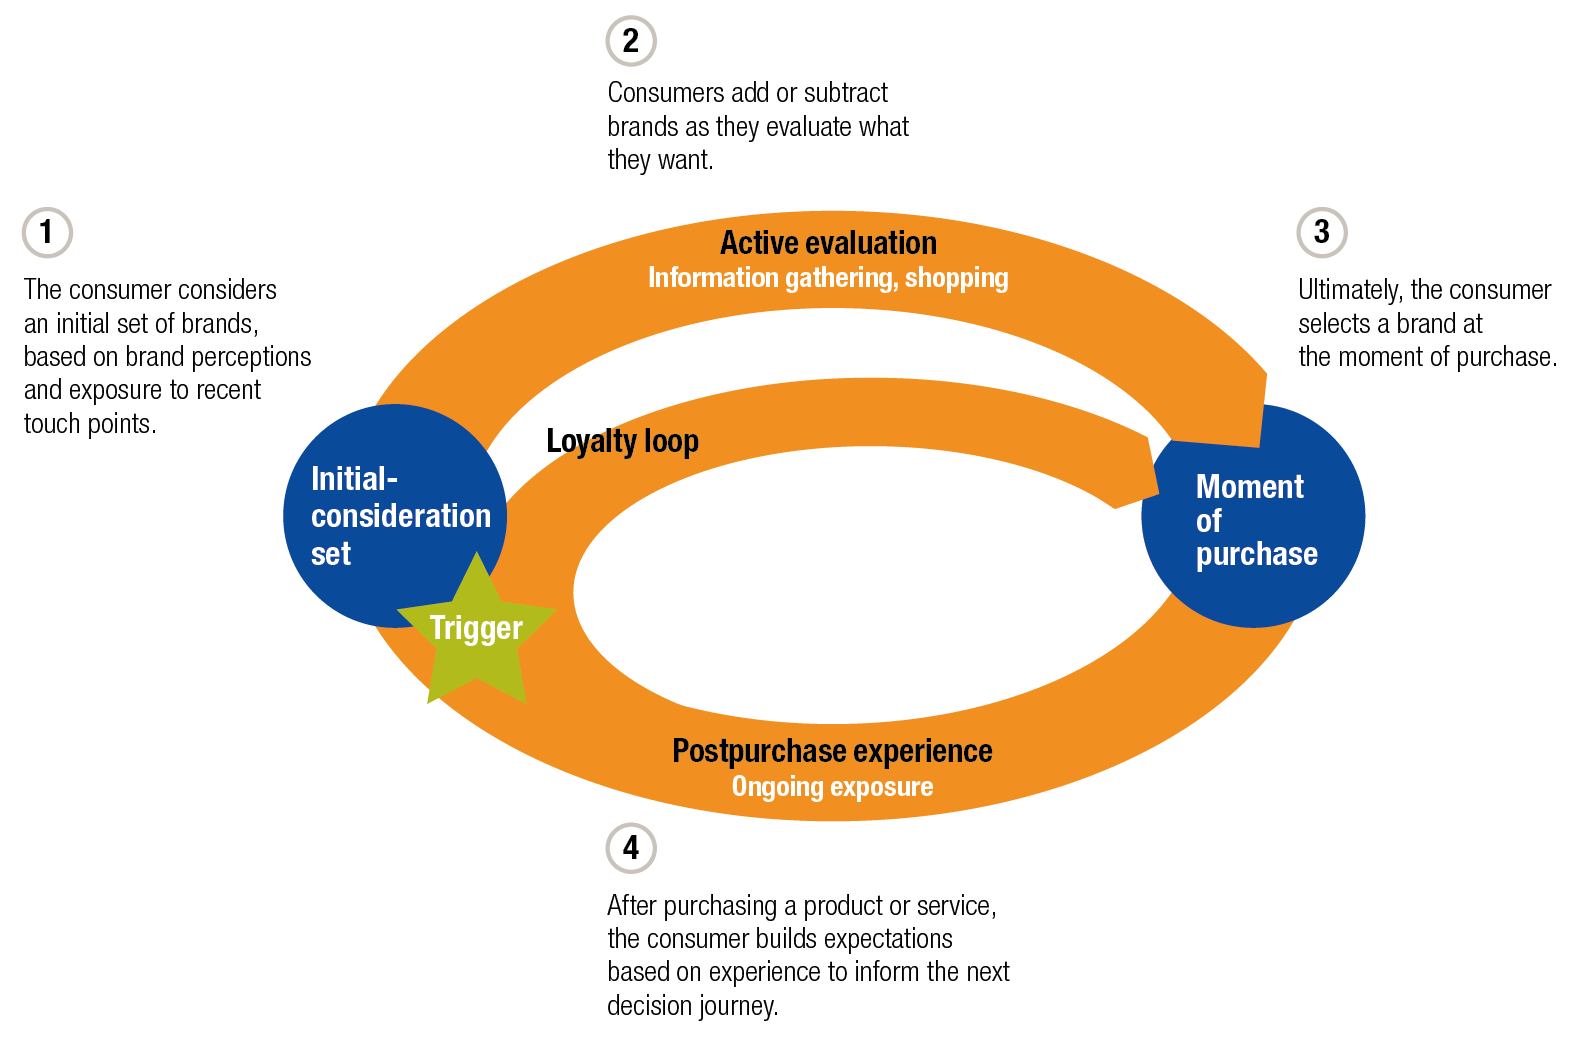 1
The consumer considers
an initial set of brands,
based on brand perceptions
and exposure to recent
touch points.
2
Consumers add or subtract
brands as they evaluate what
they want.
3
Ultimately, the consumer
selects a brand at
the moment of purchase.
Active evaluation
Information gathering, shopping
Loyalty loop
Initial-
consideration
set
Trigger
Moment
of
purchase
Postpurchase experience
Ongoing exposure
4
After purchasing a product or service,
the consumer builds expectations
based on experience to inform the next
decision journey.